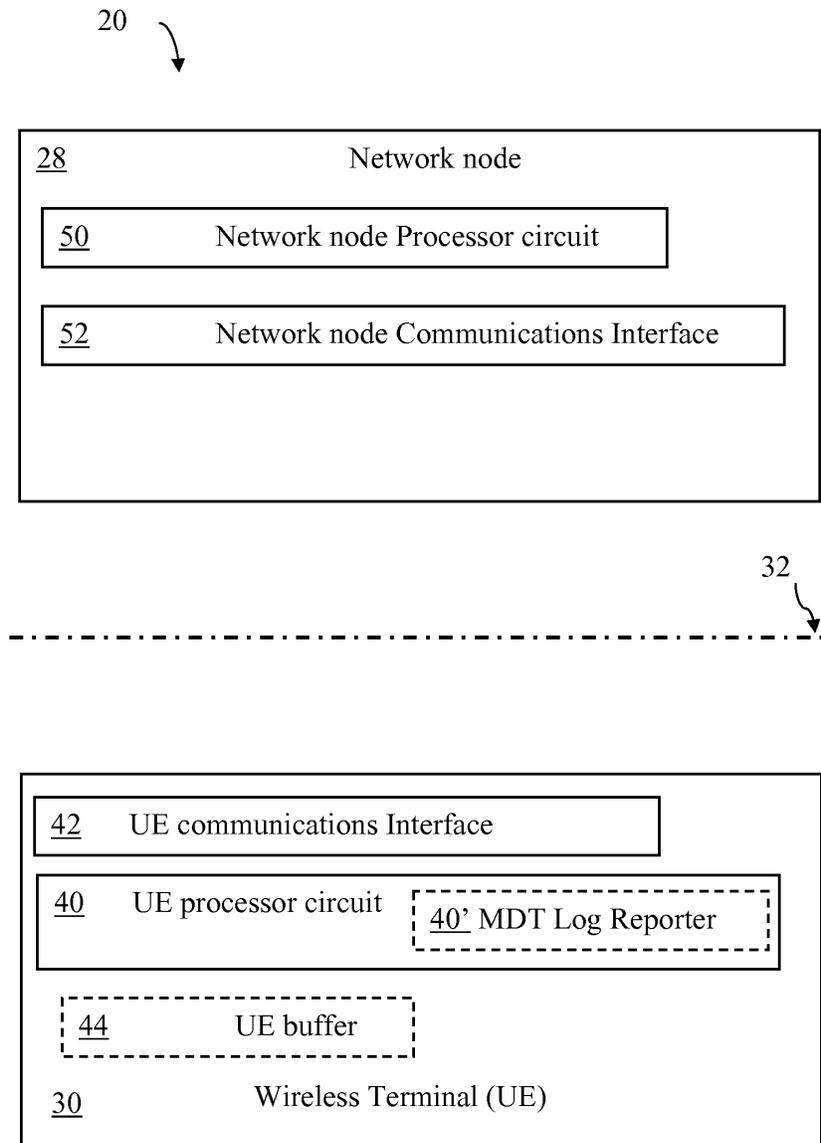 20
28 Network node
50 Network node Processor circuit
52 Network node Communications Interface
32
42 UE communications Interface
40 UE processor circuit 40’ MDT Log Reporter
44 UE buffer
30 Wireless Terminal (UE)